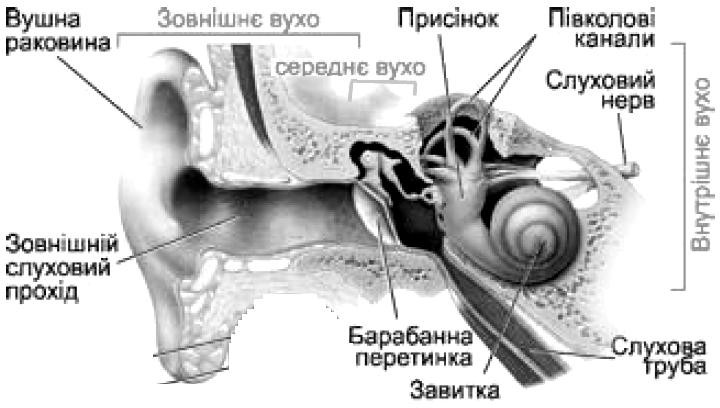 Вушна
раковина
Зовнішнє вухо
середнє вухо
Присінок
Півколові
канали
Слуховий
нерв
Внутрішнє вухо
Зовнішній
слуховий
прохід
Барабанна
перетинка
Завитка
Слухова
труба